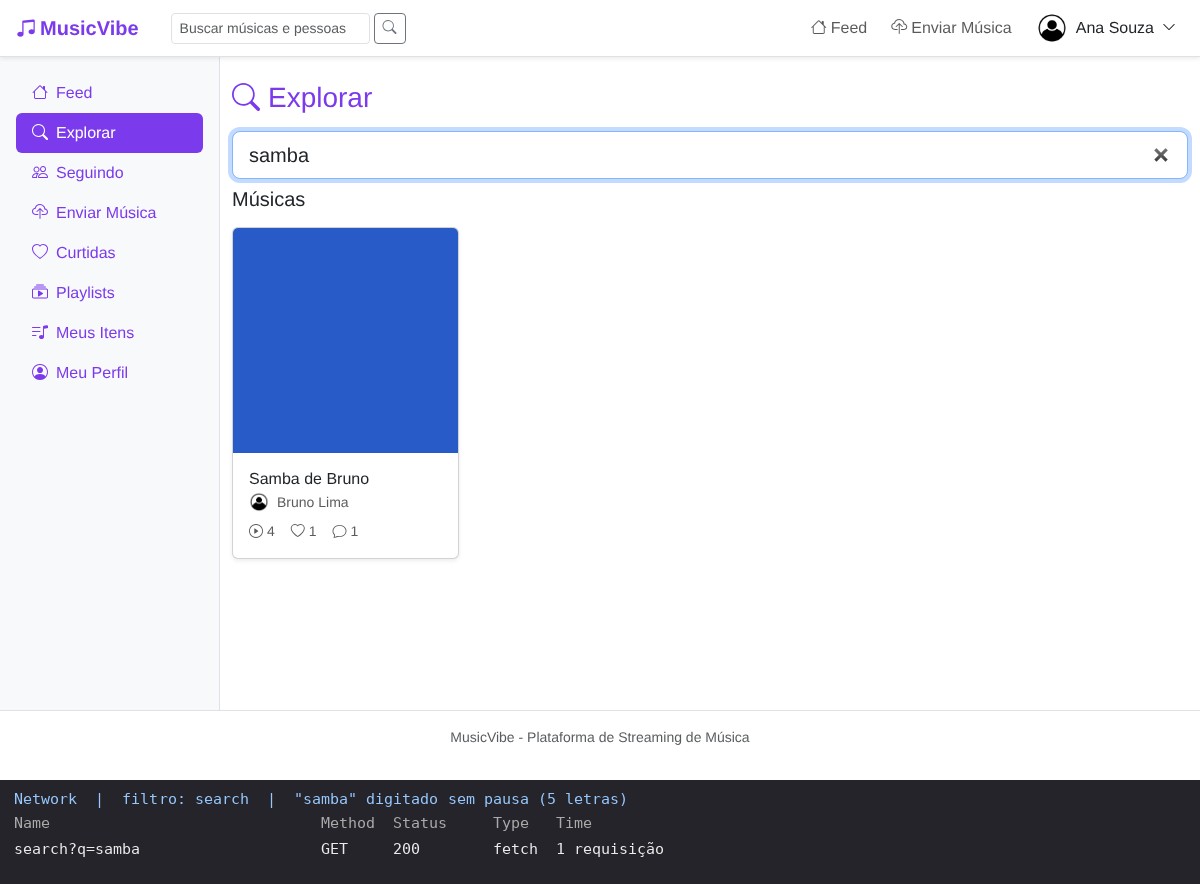 MusicVibe
Buscar músicas e pessoas
Feed
Enviar Música
Ana Souza
Feed
Explorar
Seguindo
Enviar Música
Curtidas
Playlists
Meus Itens
Meu Perfil
Explorar
samba
Músicas
Samba de Bruno
Bruno Lima
4 1 1
MusicVibe - Plataforma de Streaming de Música
Network | filtro: search | "samba" digitado sem pausa (5 letras)
Name Method Status Type Time
search?q=samba GET 200 fetch 1 requisição